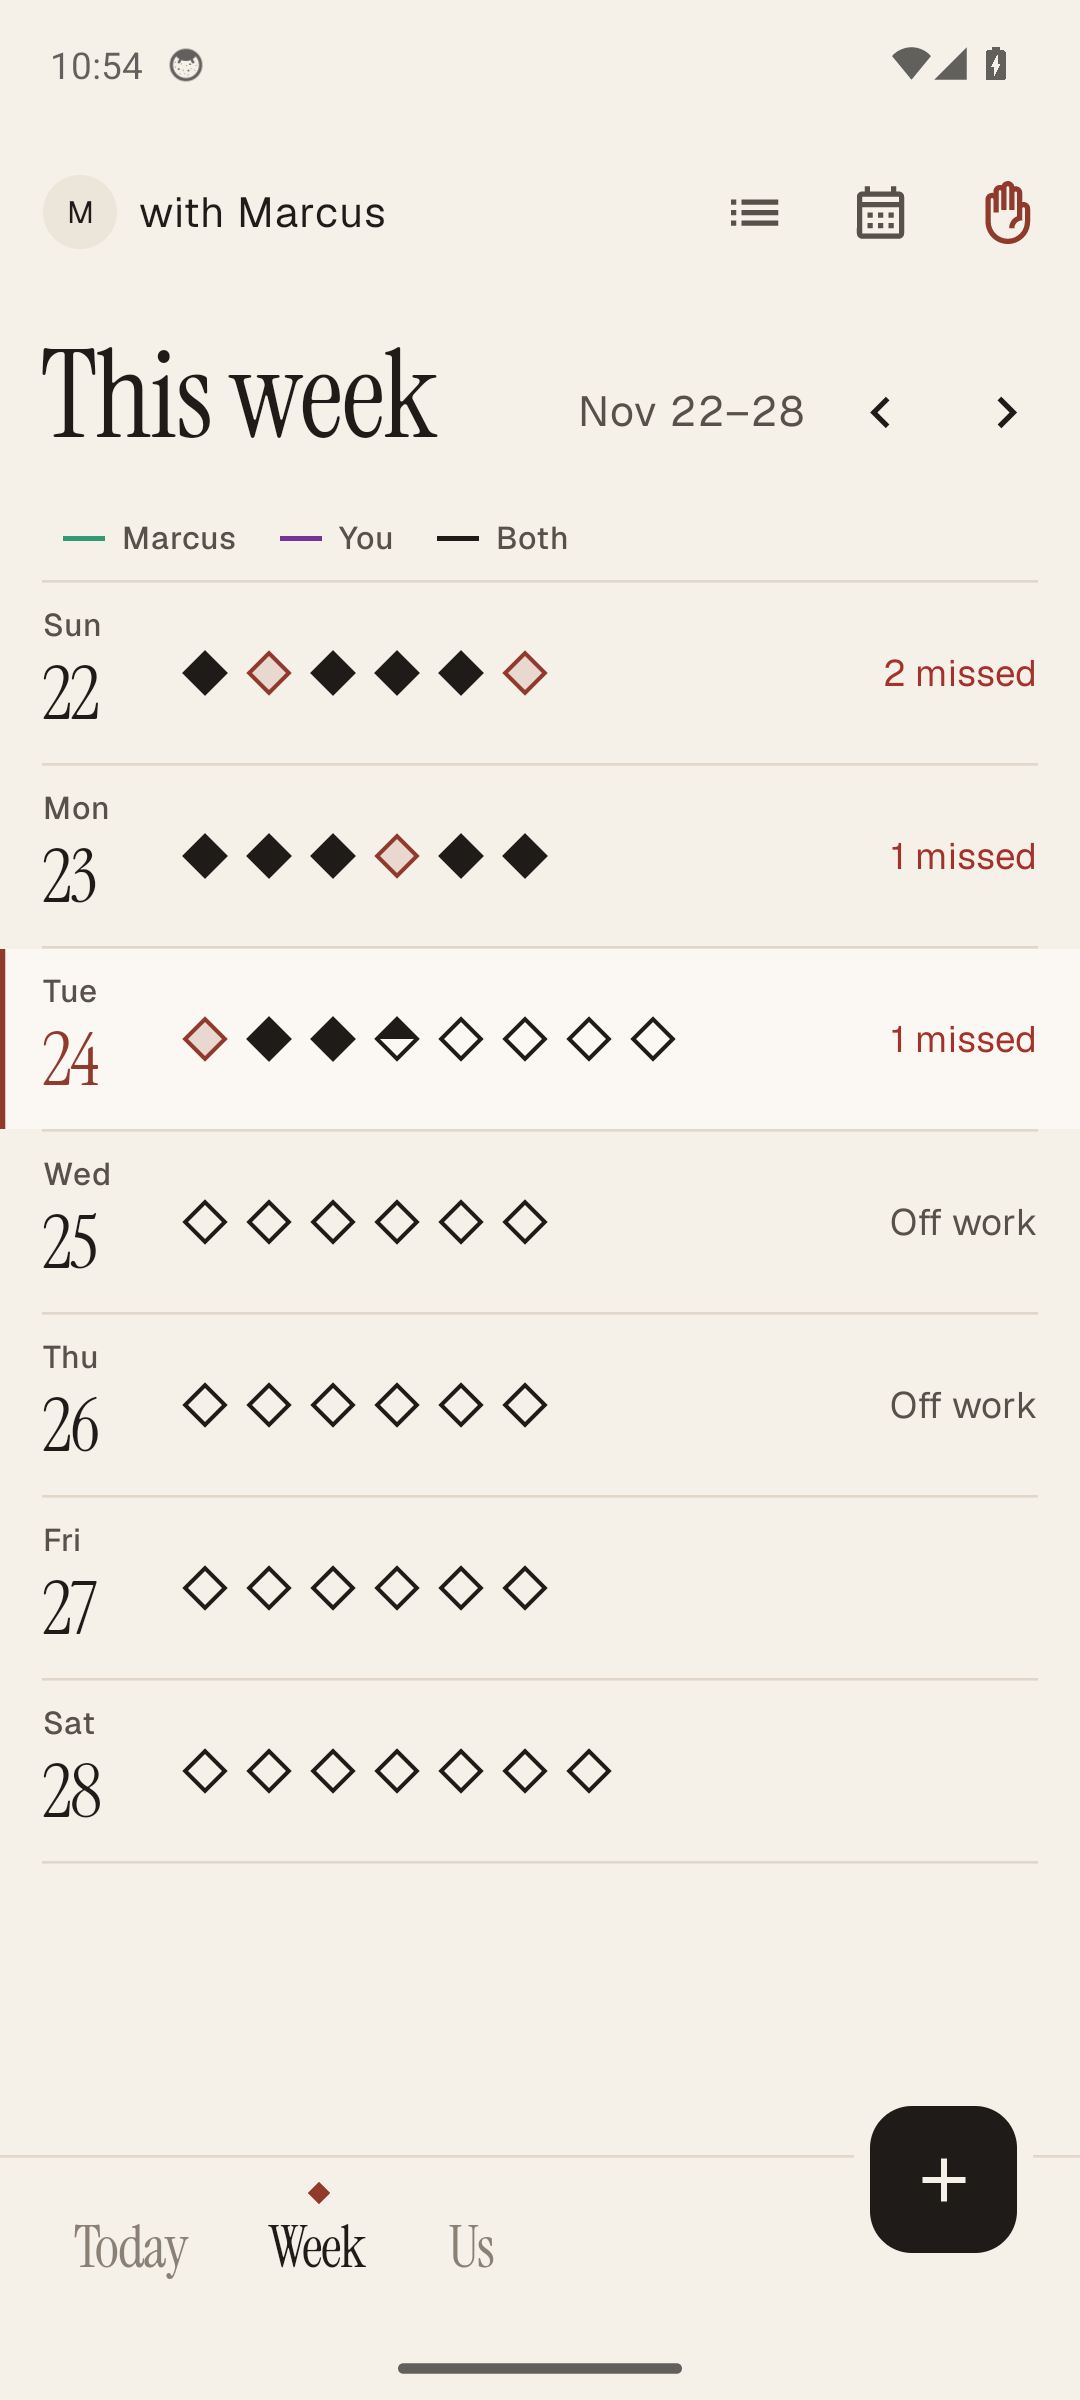 10:54
M with Marcus
This week
Nov 22–28
Marcus You Both
Sun
22
2 missed
Mon
23
1 missed
Tue
24
1 missed
Wed
25
Off work
Thu
26
Off work
Fri
27
Sat
28
Today Week Us